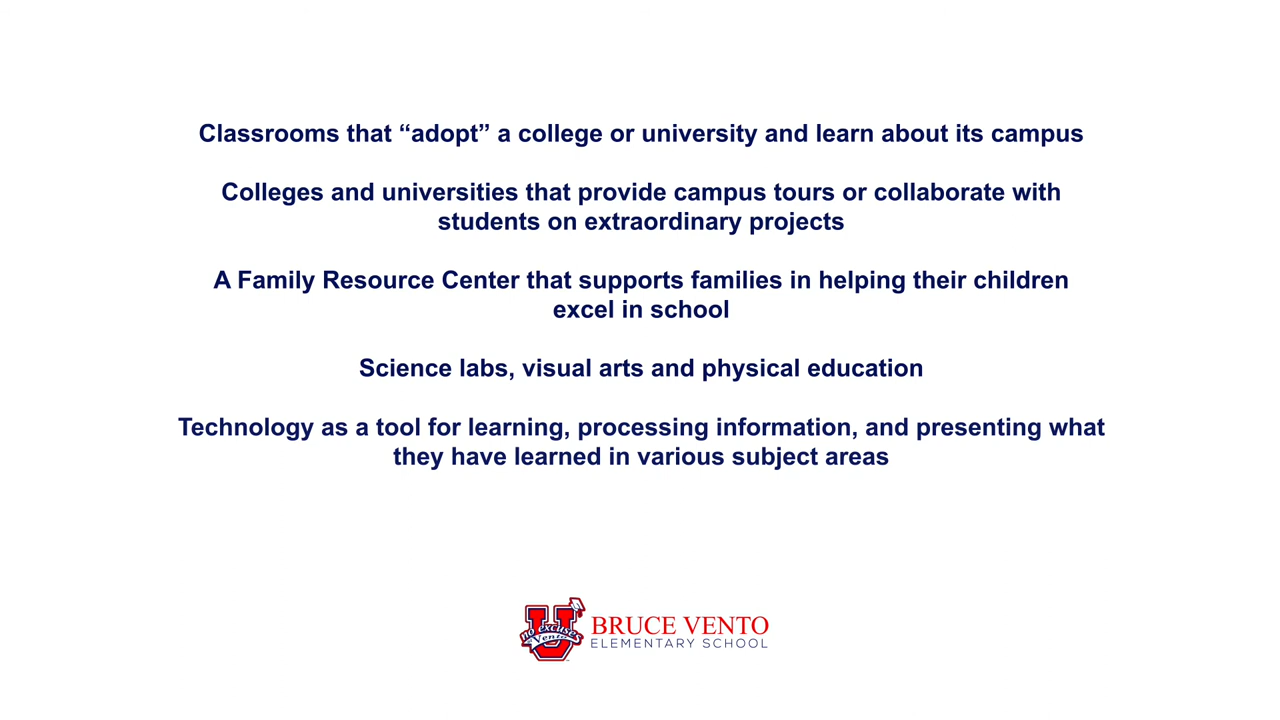 Classrooms that “adopt” a college or university and learn about its campus
Colleges and universities that provide campus tours or collaborate with
students on extraordinary projects
A Family Resource Center that supports families in helping their children
excel in school
Science labs, visual arts and physical education
Technology as a tool for learning, processing information, and presenting what
they have learned in various subject areas
U
no excuses
Vento
BRUCE VENTO
ELEMENTARY SCHOOL